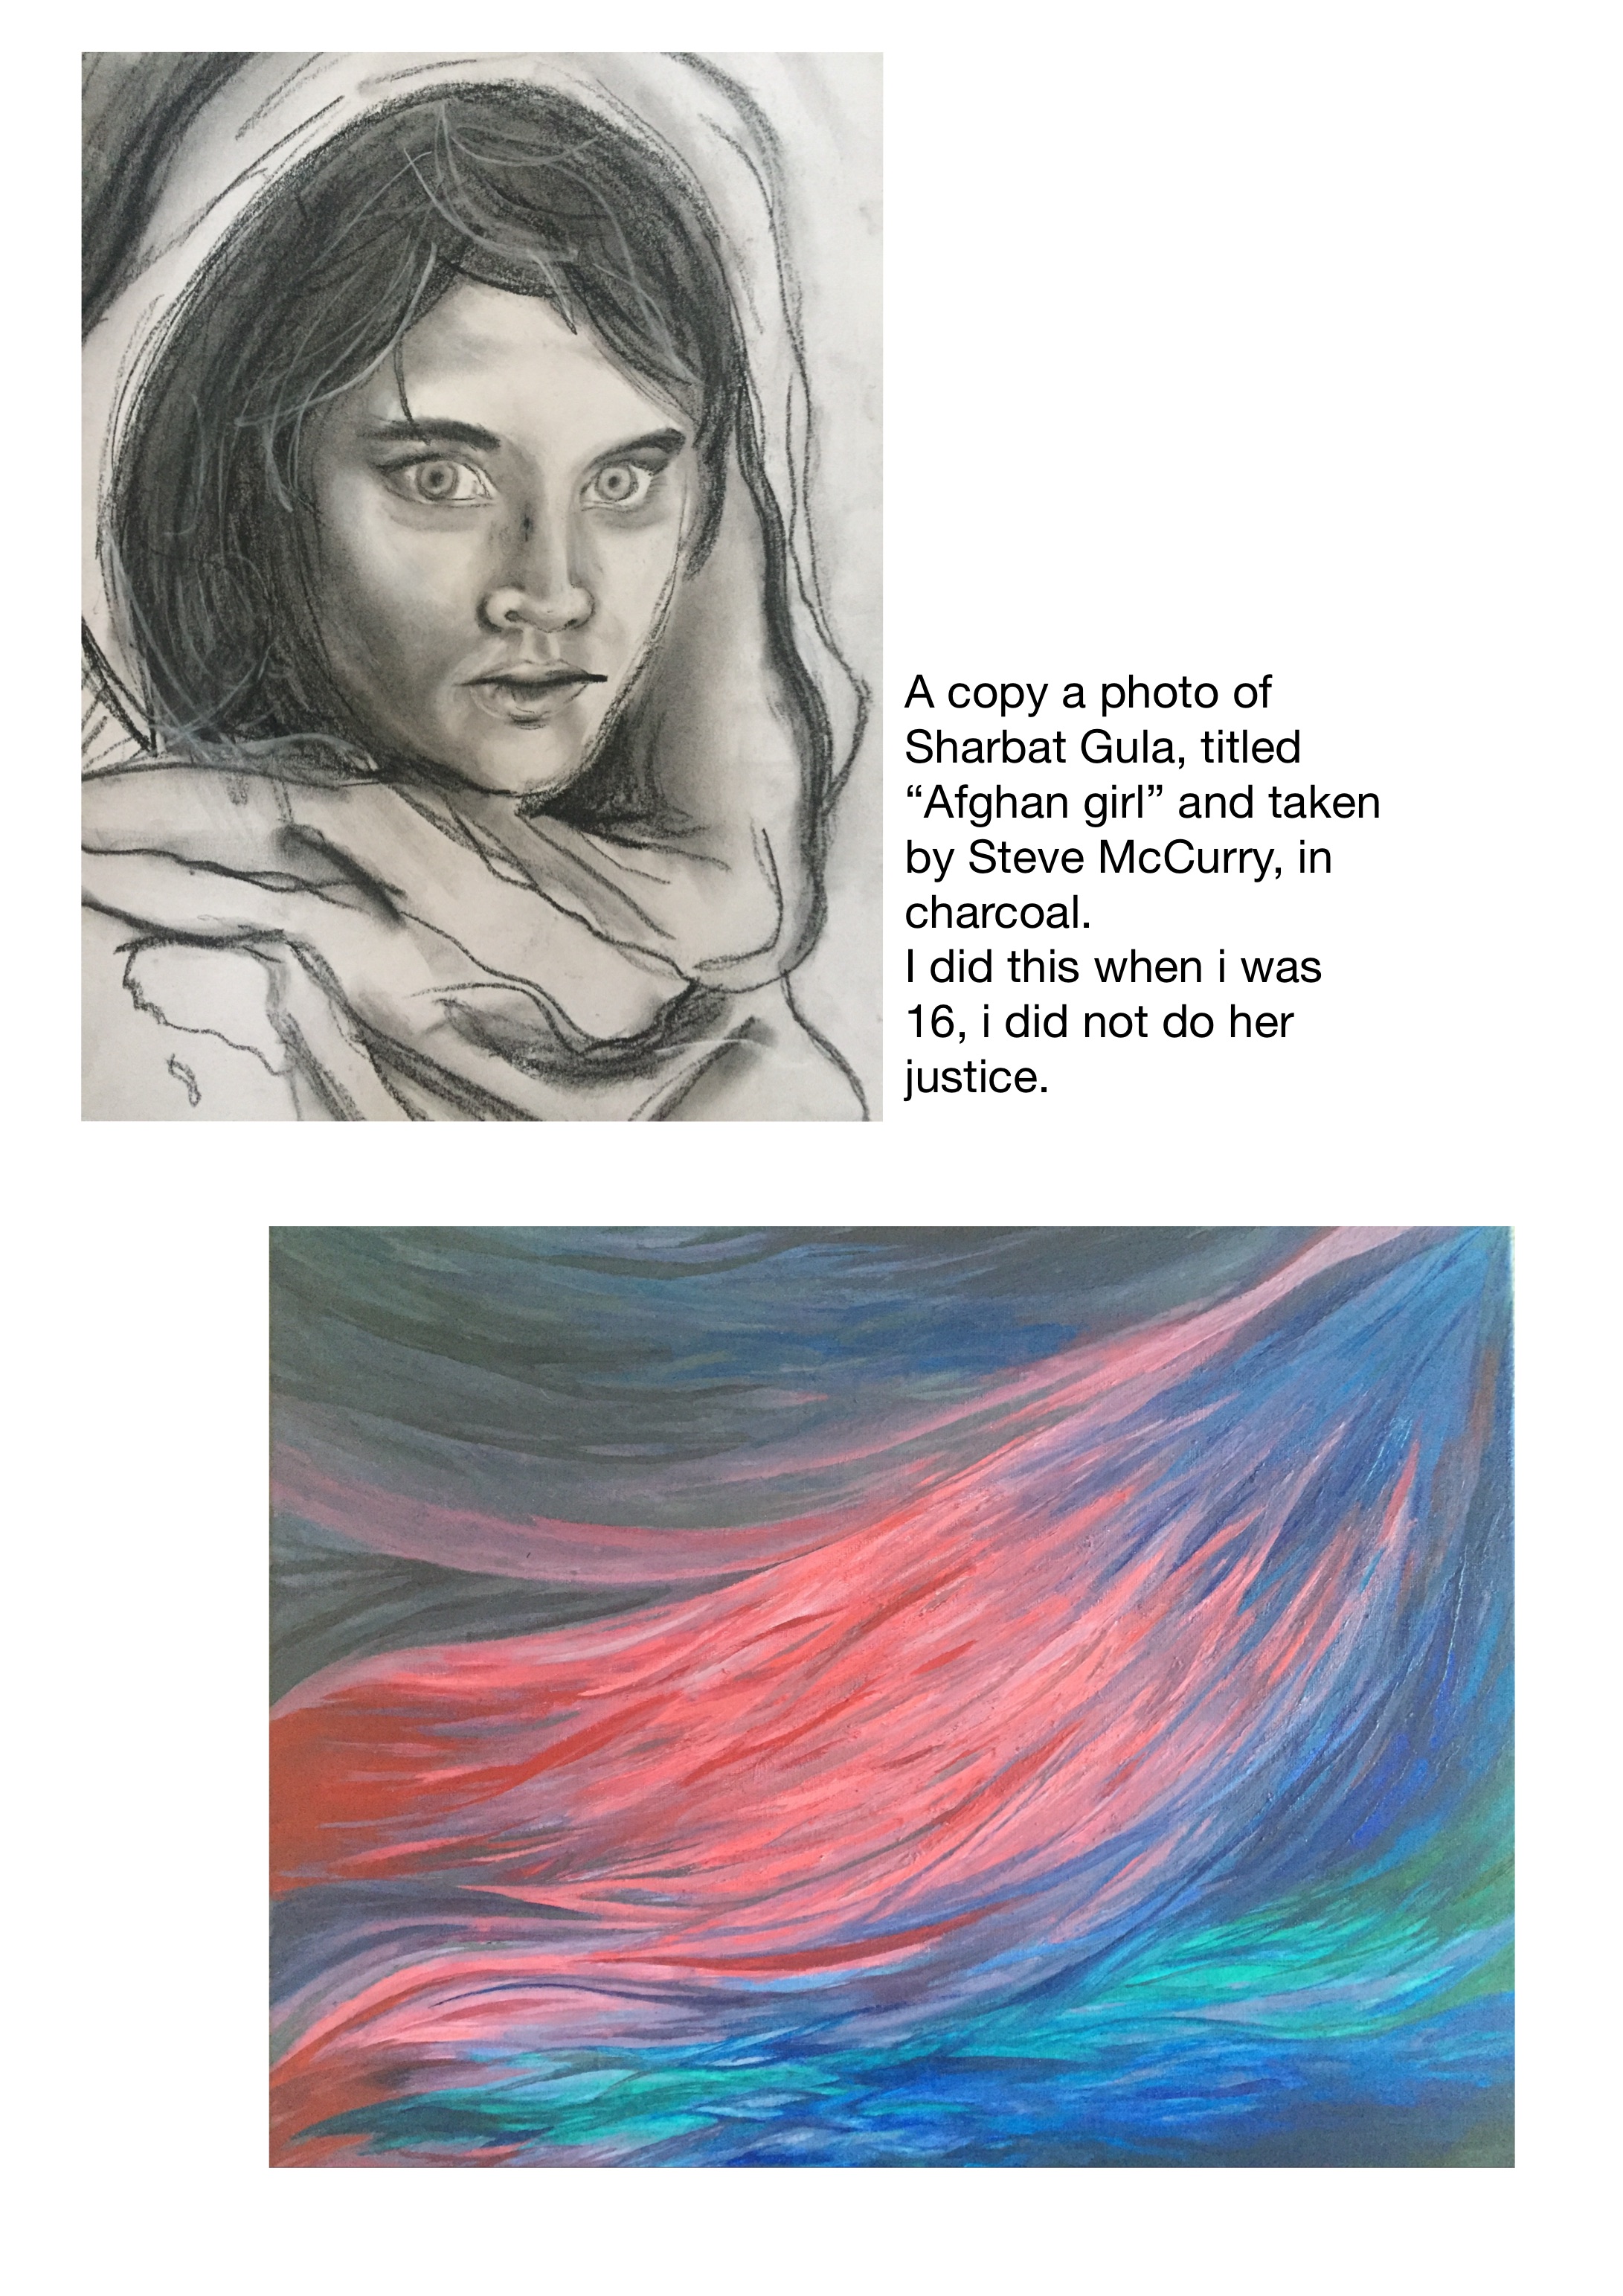 A copy a photo of
Sharbat Gula, titled
“Afghan girl” and taken
by Steve McCurry, in
charcoal.
I did this when i was
16, i did not do her
justice.